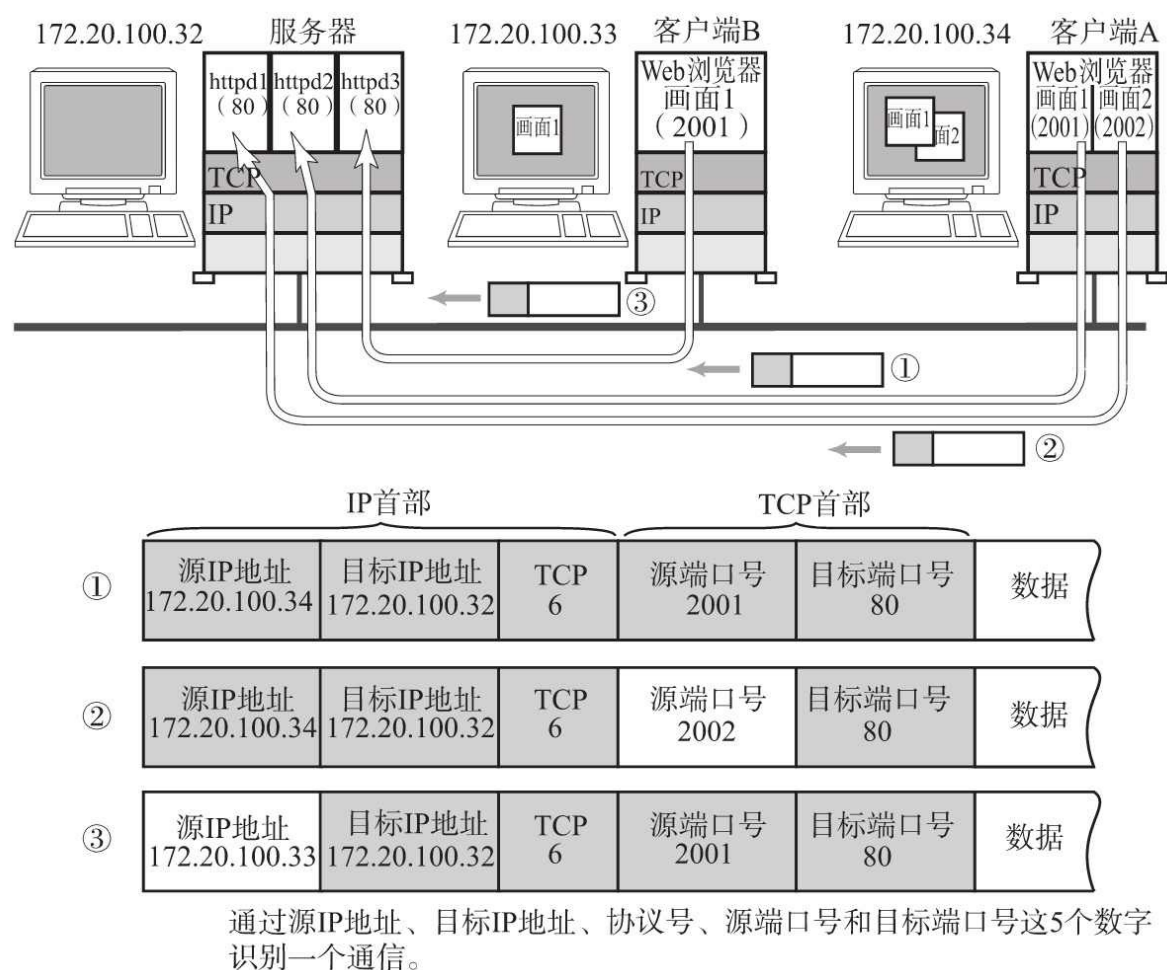 172.20.100.32 服务器 172.20.100.33 客户端B 172.20.100.34 客户端A
httpd1 httpd2 httpd3
(80) (80) (80)
TCP
IP
画面1
Web浏览器
画面1
(2001)
TCP
IP
画面1
面2
Web浏览器
画面1 画面2
(2001) (2002)
TCP
IP
③
①
②
IP首部 TCP首部
① 源IP地址 目标IP地址 TCP 源端口号 目标端口号 数据
172.20.100.34 172.20.100.32 6 2001 80
② 源IP地址 目标IP地址 TCP 源端口号 目标端口号 数据
172.20.100.34 172.20.100.32 6 2002 80
③ 源IP地址 目标IP地址 TCP 源端口号 目标端口号 数据
172.20.100.33 172.20.100.32 6 2001 80
通过源IP地址、目标IP地址、协议号、源端口号和目标端口号这5个数字
识别一个通信。